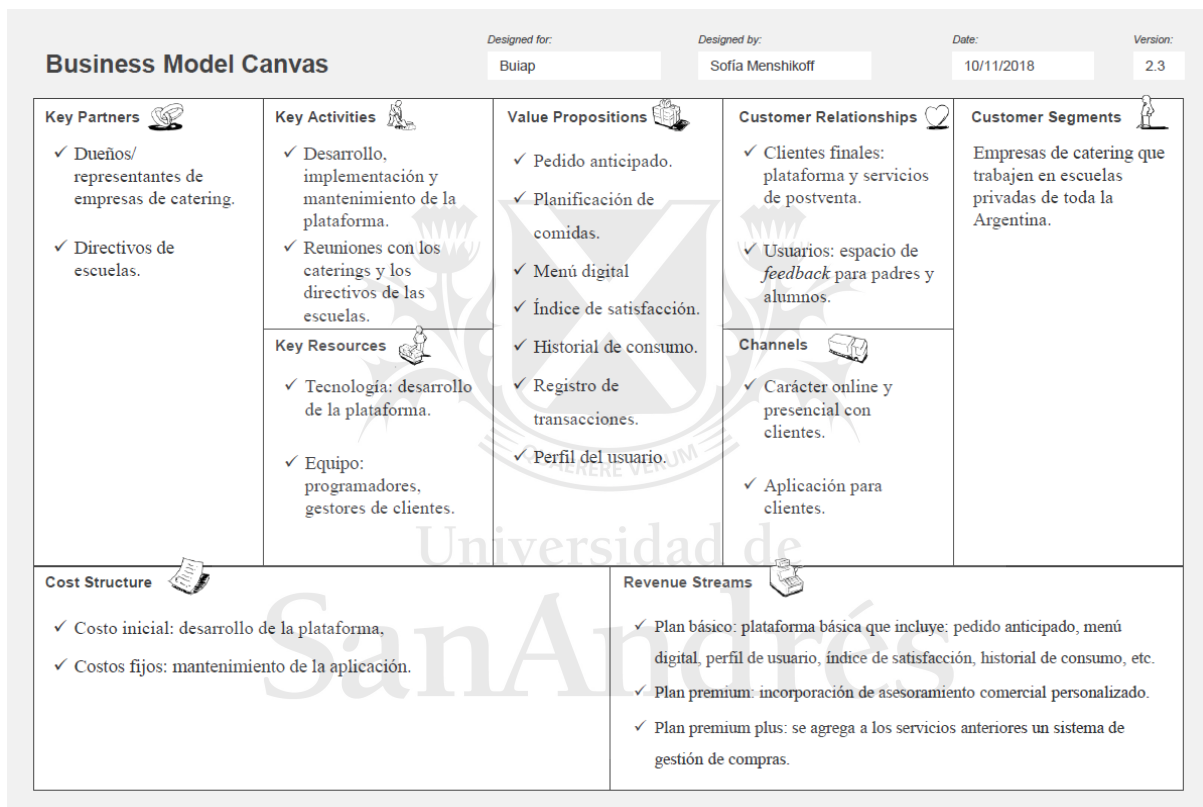 Business Model Canvas
Designed for:
Buiap
Designed by:
Sofía Menshikoff
Date:
10/11/2018
Version:
2.3
Key Partners
✓ Dueños/
representantes de
empresas de catering.
✓ Directivos de
escuelas.
Key Activities
✓ Desarrollo,
implementación y
mantenimiento de la
plataforma.
✓ Reuniones con los
caterings y los
directivos de las
escuelas.
Key Resources
✓ Tecnología: desarrollo
de la plataforma.
✓ Equipo:
programadores,
gestores de clientes.
Value Propositions
✓ Pedido anticipado.
✓ Planificación de
comidas.
✓ Menú digital
✓ Índice de satisfacción.
✓ Historial de consumo.
✓ Registro de
transacciones.
✓ Perfil del usuario.
Customer Relationships
✓ Clientes finales:
plataforma y servicios
de postventa.
✓ Usuarios: espacio de
feedback para padres y
alumnos.
Channels
✓ Carácter online y
presencial con
clientes.
✓ Aplicación para
clientes.
Customer Segments
Empresas de catering que
trabajen en escuelas
privadas de toda la
Argentina.
Cost Structure
✓ Costo inicial: desarrollo de la plataforma,
✓ Costos fijos: mantenimiento de la aplicación.
Revenue Streams
✓ Plan básico: plataforma básica que incluye: pedido anticipado, menú
digital, perfil de usuario, índice de satisfacción, historial de consumo, etc.
✓ Plan premium: incorporación de asesoramiento comercial personalizado.
✓ Plan premium plus: se agrega a los servicios anteriores un sistema de
gestión de compras.
QUAERERE VERUM
Universidad de
SanAndrés